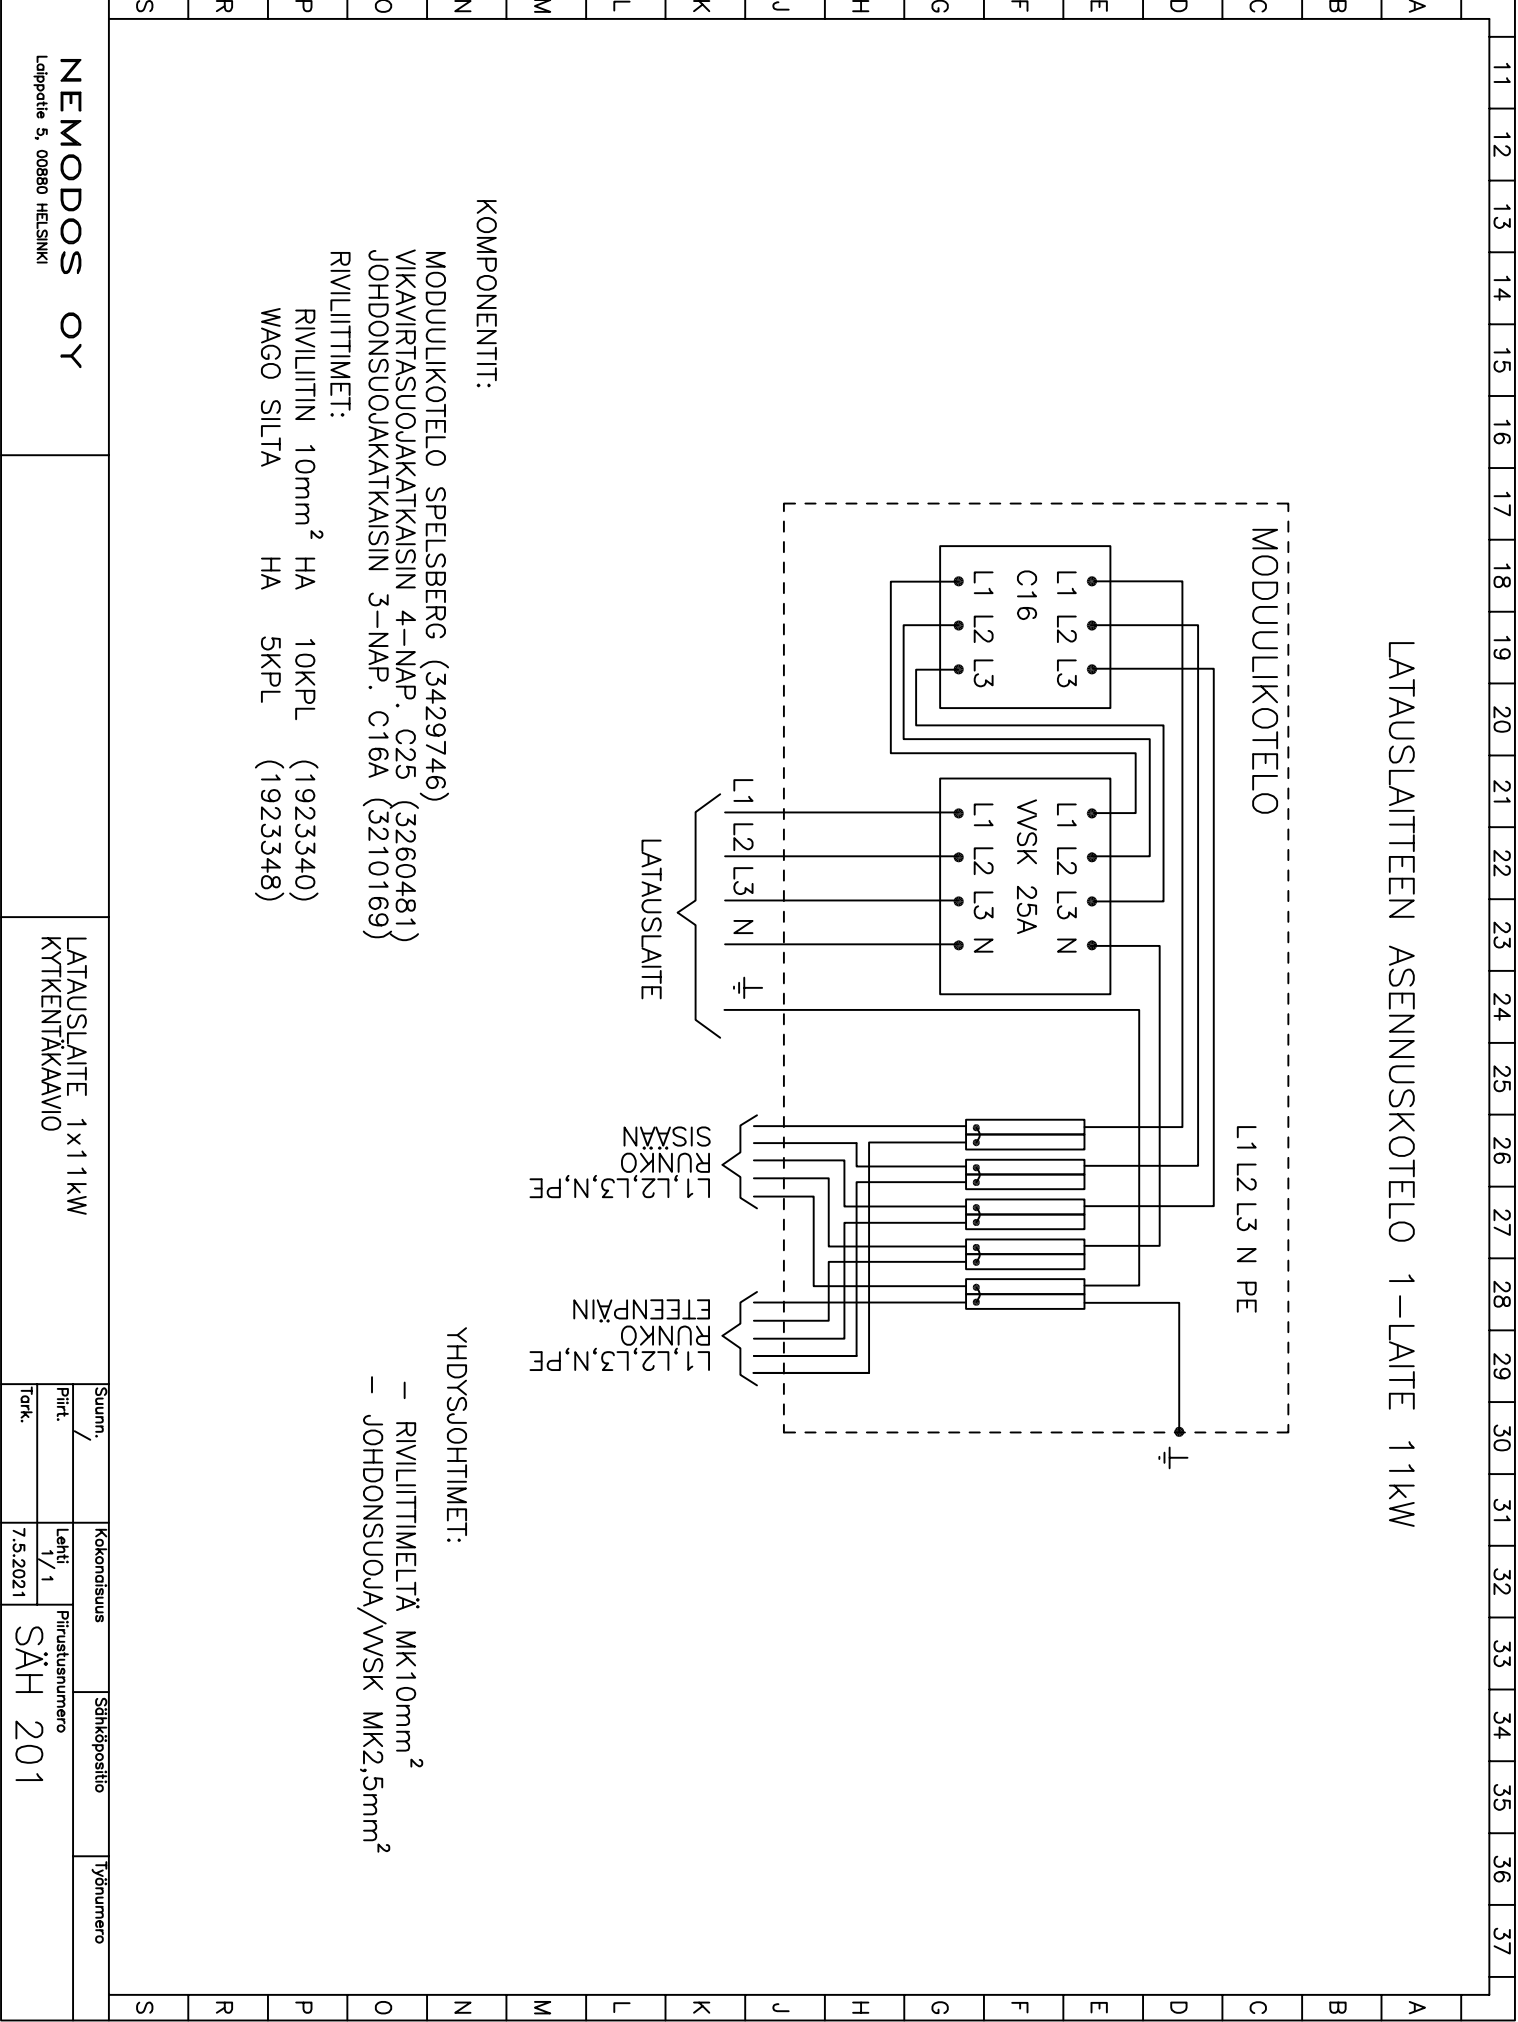 11 12 13 14 15 16 17 18 19 20 21 22 23 24 25 26 27 28 29 30 31 32 33 34 35 36 37
A A
B B
C C
D D
E E
F F
G G
H H
J J
K K
L L
M M
N N
O O
P P
R R
S S
LATAUSLAITTEEN ASENNUSKOTELO 1-LAITE 11kW
MODUULIKOTELO
L1 L2 L3 N PE
L1 L2 L3
C16
L1 L2 L3
L1 L2 L3 N
VVSK 25A
L1 L2 L3 N
L1 L2 L3 N
LATAUSLAITE
L1,L2,L3,N,PE
RUNKO
SISÄÄN
L1,L2,L3,N,PE
RUNKO
ETEENPÄIN
KOMPONENTIT:
MODUULIKOTELO SPELSBERG (3429746)
VIKAVIRTASUOJAKATKAISIN 4-NAP. C25 (3260481)
JOHDONSUOJAKATKAISIN 3-NAP. C16A (3210169)
RIVILIITTIMET:
RIVILIITIN 10mm² HA 10KPL (1923340)
WAGO SILTA HA 5KPL (1923348)
YHDYSJOHTIMET:
- RIVILIITTIMELTÄ MK10mm²
- JOHDONSUOJA/VVSK MK2,5mm²
NEMODOS OY
Laippatie 5, 00880 HELSINKI
LATAUSLAITE 1x11kW
KYTKENTÄKAAVIO
Suunn. /
Piirt.
Tark.
Kokonaisuus
Sähköpositio
Työnumero
Lehti
1/1
7.5.2021
Piirustusnumero
SÄH 201